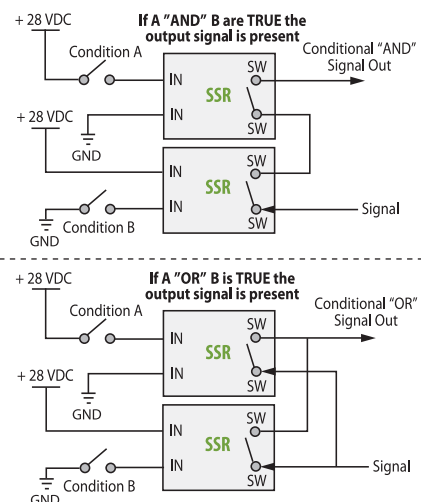 + 28 VDC
If A "AND" B are TRUE the
output signal is present
Condition A
SW
Conditional "AND"
Signal Out
IN
SSR
IN
SW
+ 28 VDC
GND
SW
IN
SSR
IN
SW
Signal
Condition B
GND
+ 28 VDC
If A "OR" B is TRUE the
output signal is present
Condition A
SW
Conditional "OR"
Signal Out
IN
SSR
IN
SW
+ 28 VDC
GND
SW
IN
SSR
IN
SW
Signal
Condition B
GND